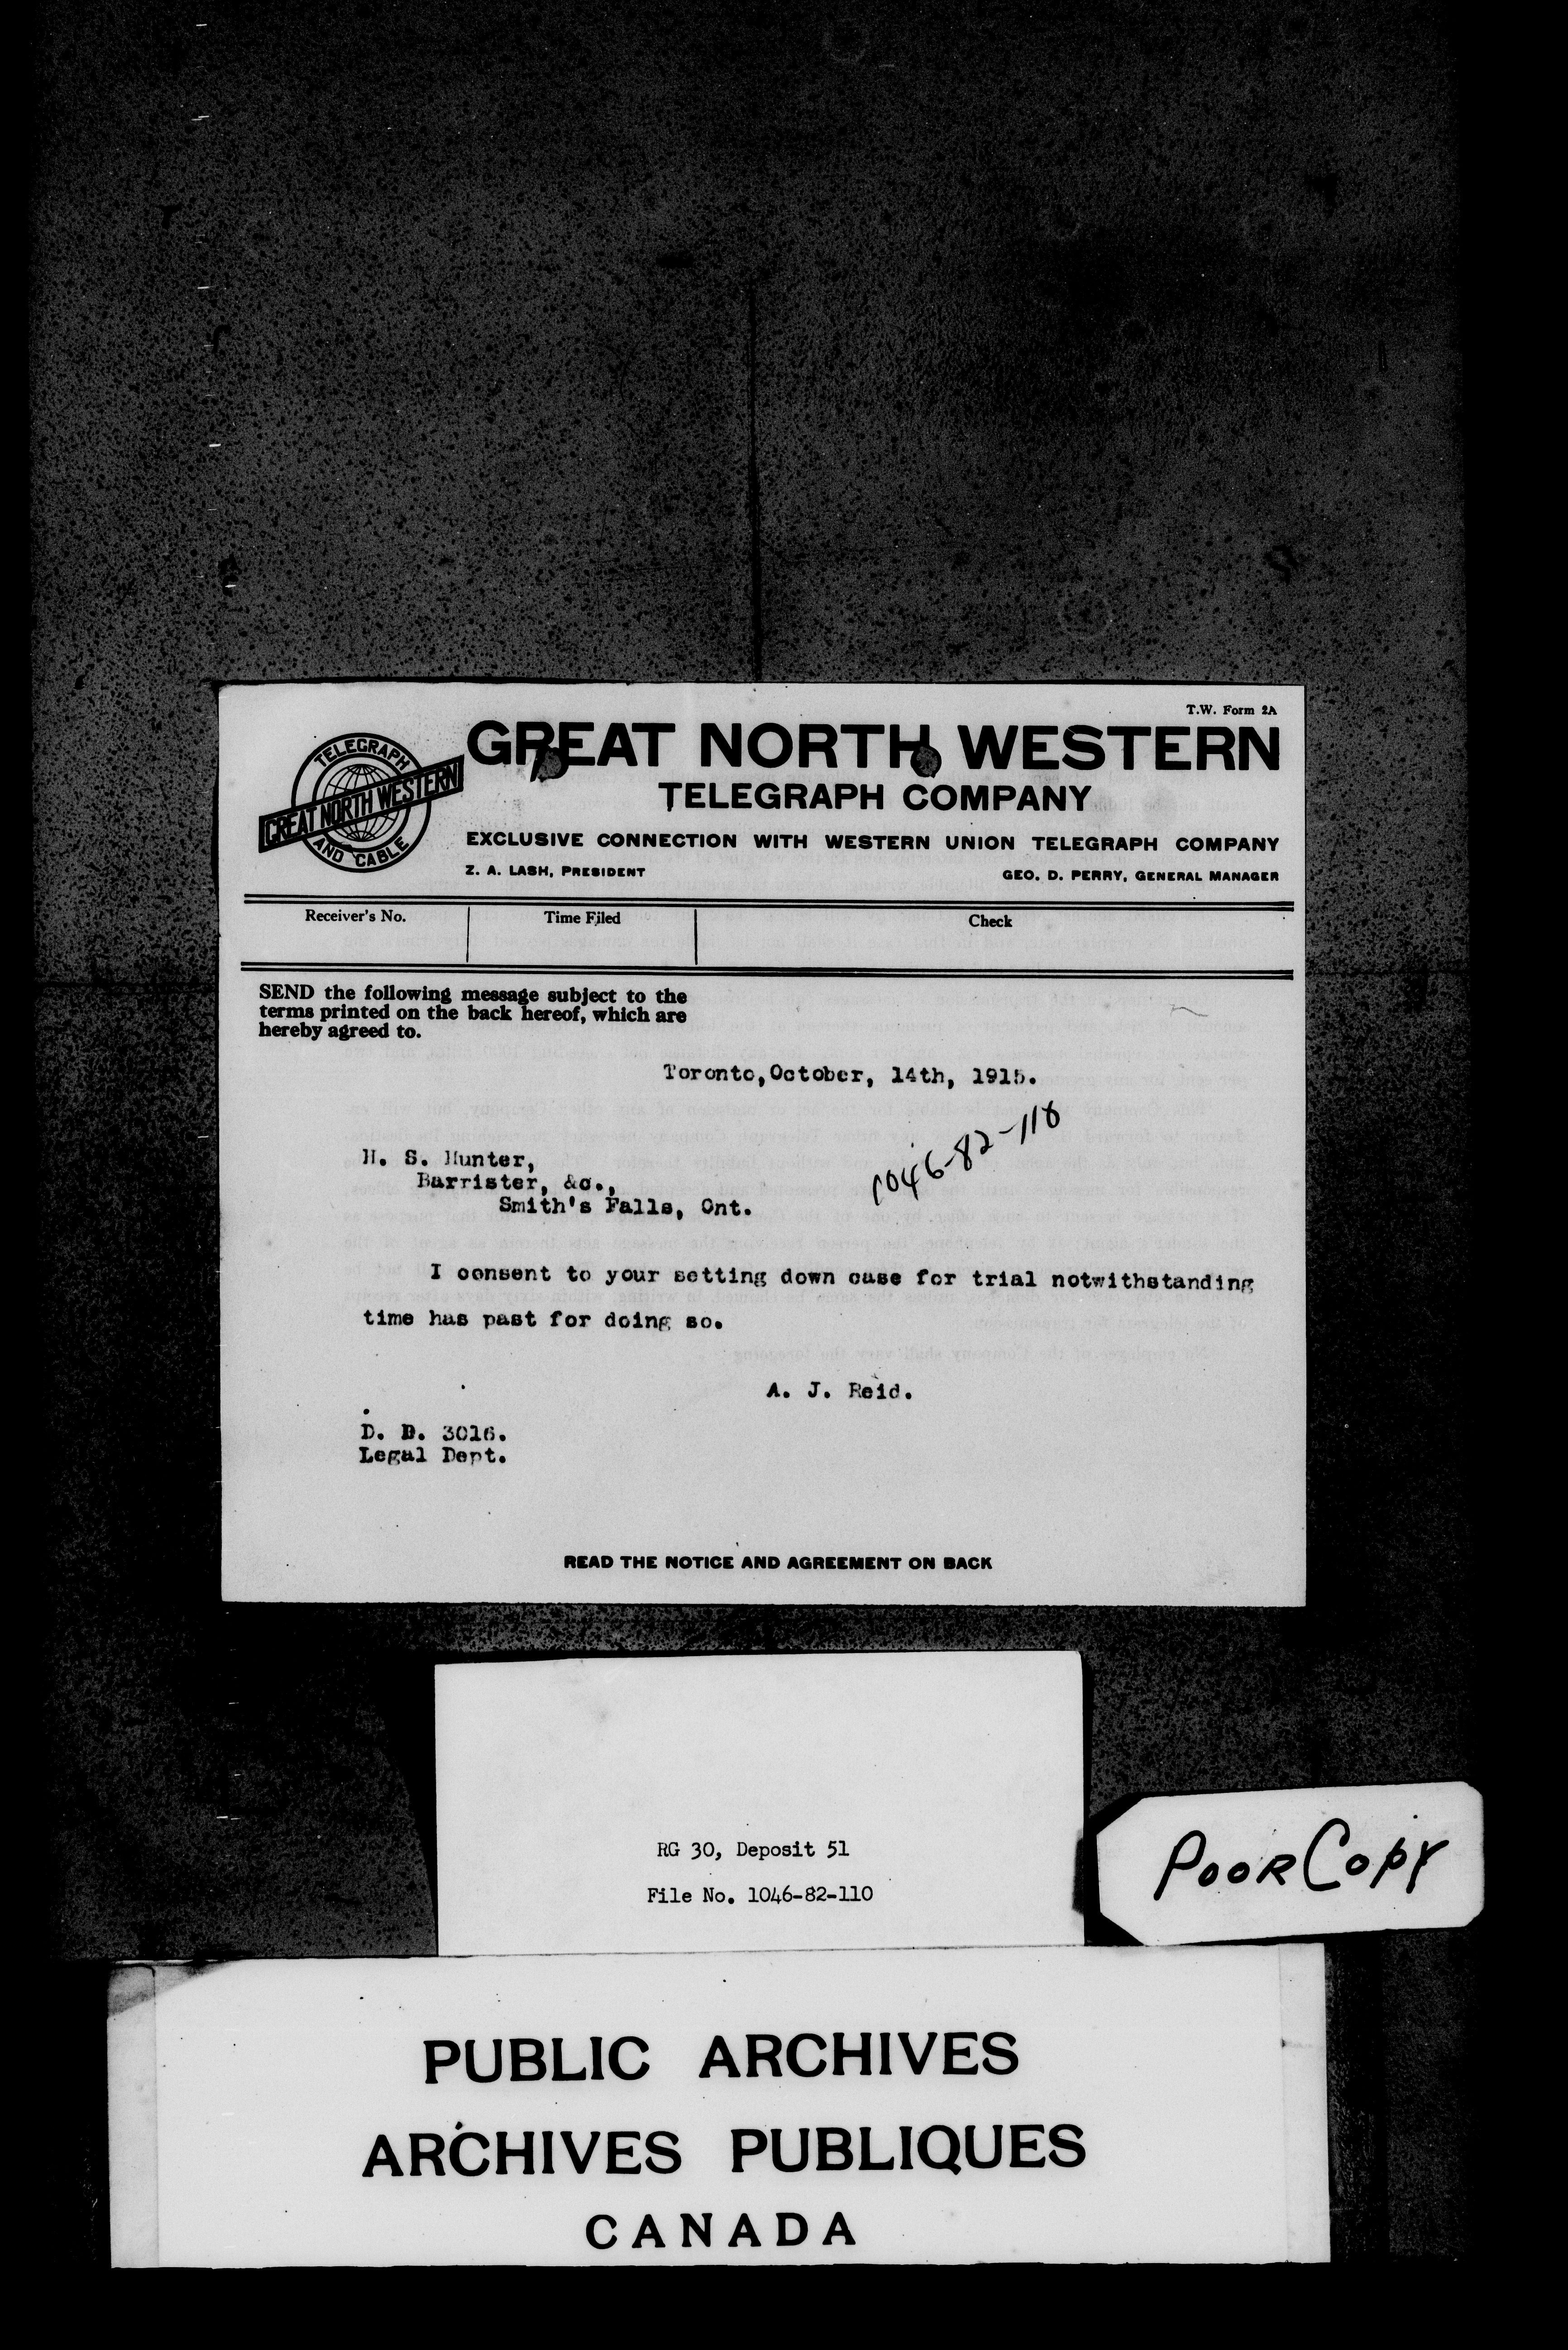 T.W. Form 2A
TELEGRAPH
GREAT NORTH WESTERN
AND CABLE
GREAT NORTH WESTERN
TELEGRAPH COMPANY
EXCLUSIVE CONNECTION WITH WESTERN UNION TELEGRAPH COMPANY
Z. A. LASH, PRESIDENT GEO. D. PERRY, GENERAL MANAGER
Receiver's No. Time Filed Check
SEND the following message subject to the
terms printed on the back hereof, which are
hereby agreed to.
Toronto, October, 14th, 1915.
1046-82-110
H. S. Hunter,
Barrister, &c.,
Smith's Falls, Ont.
I consent to your setting down case for trial notwithstanding
time has past for doing so.
A. J. Reid.
D. D. 3016.
Legal Dept.
READ THE NOTICE AND AGREEMENT ON BACK
RG 30, Deposit 51
File No. 1046-82-110
POOR COPY
PUBLIC ARCHIVES
ARCHIVES PUBLIQUES
CANADA